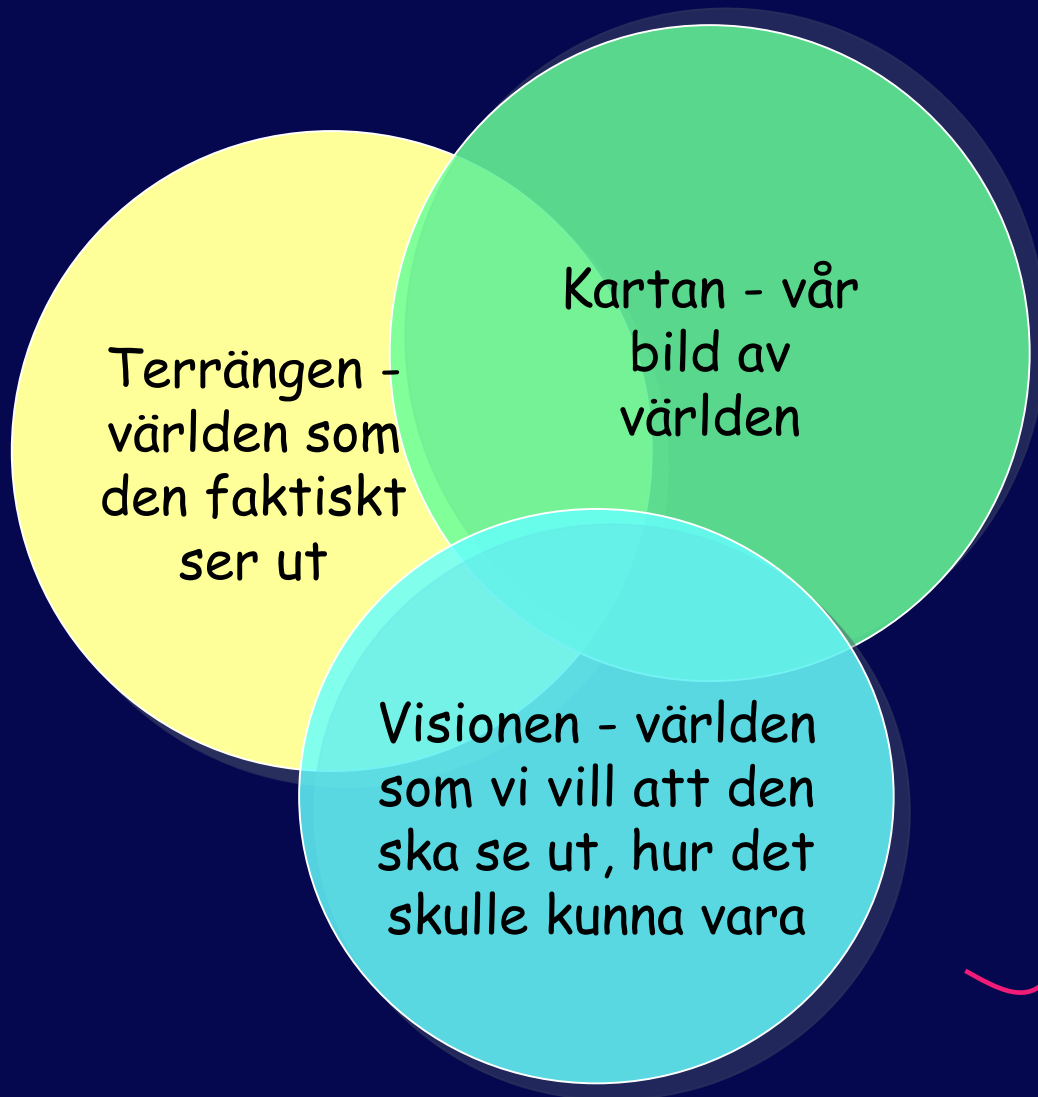 Terrängen -
världen som
den faktiskt
ser ut
Kartan - vår
bild av
världen
Visionen - världen
som vi vill att den
ska se ut, hur det
skulle kunna vara